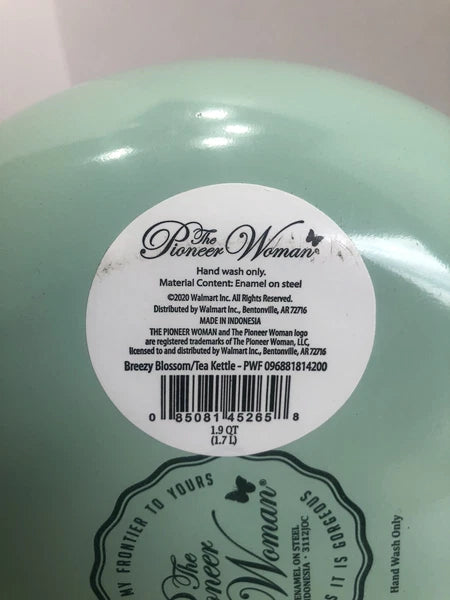 The
Pioneer Woman®
Hand wash only.
Material Content: Enamel on steel
©2020 Walmart Inc. All Rights Reserved.
Distributed by Walmart Inc., Bentonville, AR 72716
MADE IN INDONESIA
THE PIONEER WOMAN and The Pioneer Woman logo
are registered trademarks of The Pioneer Woman, LLC,
licensed to and distributed by Walmart Inc., Bentonville, AR 72716
Breezy Blossom/Tea Kettle - PWF 096881814200
0 85081 45265 8
1.9 QT
(1.7 L)
MY FRONTIER TO YOURS
The
Pioneer
Woman®
ENAMEL ON STEEL
INDONESIA · 3112JOC
S IT IS GORGEOUS
Hand Wash Only